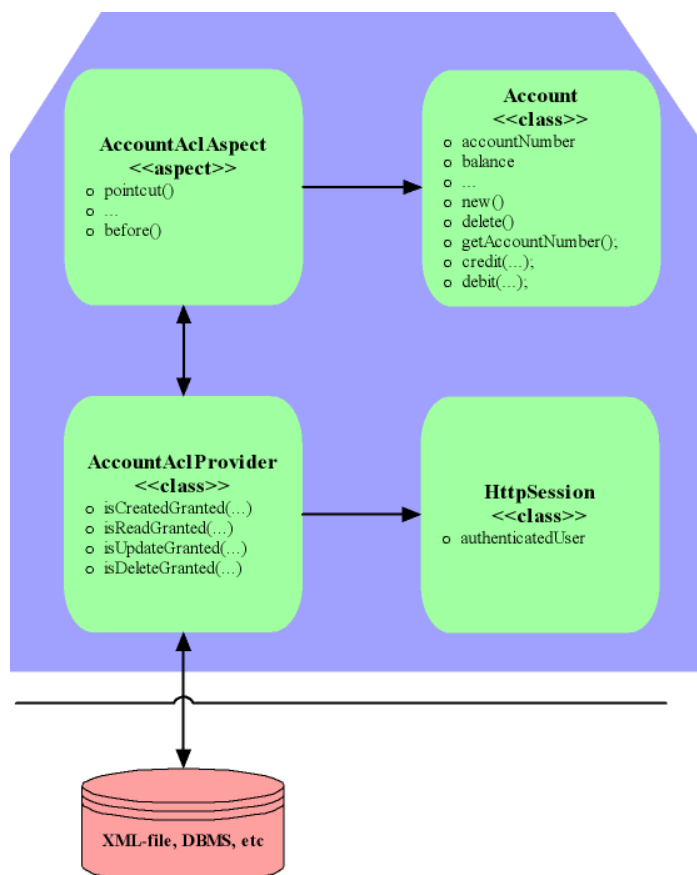 AccountAclAspect
<<aspect>>
pointcut()
...
before()
Account
<<class>>
accountNumber
balance
...
new()
delete()
getAccountNumber();
credit(...);
debit(...);
AccountAclProvider
<<class>>
isCreatedGranted(...)
isReadGranted(...)
isUpdateGranted(...)
isDeleteGranted(...)
HttpSession
<<class>>
authenticatedUser
XML-file, DBMS, etc